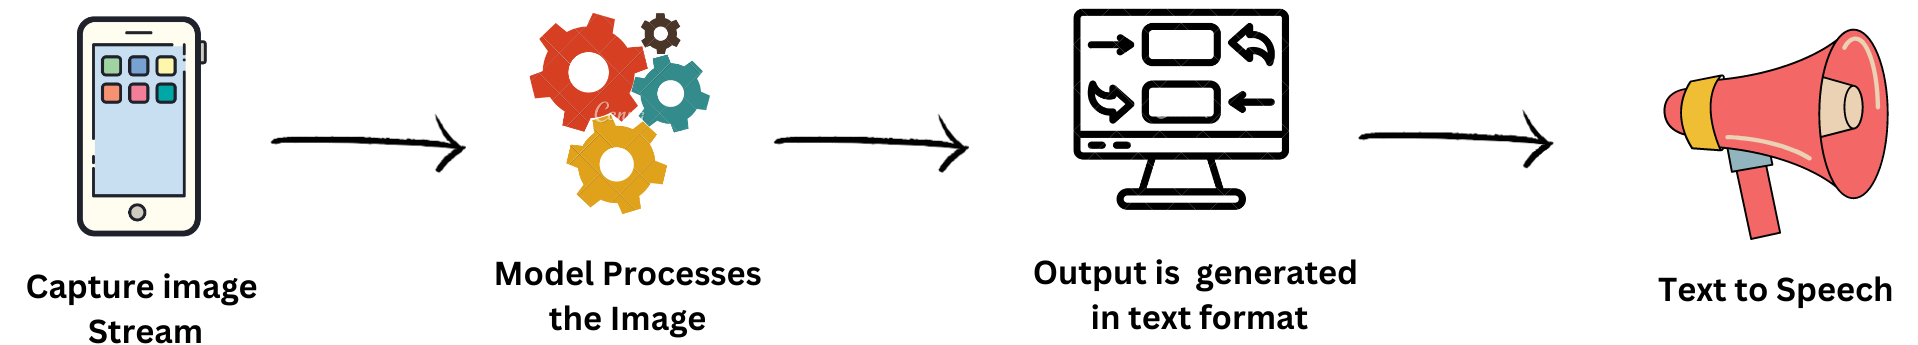 Capture image
Stream
Model Processes
the Image
Output is  generated
in text format
Text to Speech